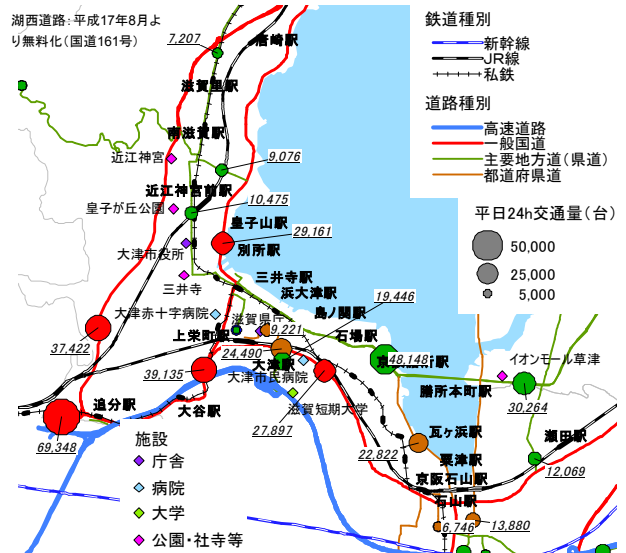 湖西道路：平成17年8月よ
り無料化（国道161号）
7,207
唐崎駅
滋賀里駅
南滋賀駅
近江神宮
9,076
近江神宮前駅
皇子が丘公園
10,475
皇子山駅
29,161
大津市役所
別所駅
三井寺
三井寺駅
浜大津駅
19,446
大津赤十字病院
島ノ関駅
滋賀県庁
9,221
上栄町駅
石場駅
37,422
24,490
大津駅
48,148
イオンモール草津
39,135
大津市民病院
膳所本町駅
30,264
追分駅
大谷駅
滋賀短期大学
27,897
瓦ヶ浜駅
瀬田駅
69,348
22,822
粟津駅
12,069
京阪石山駅
石山駅
6,746
13,880
鉄道種別
新幹線
JR線
私鉄
道路種別
高速道路
一般国道
主要地方道（県道）
都道府県道
平日24h交通量（台）
50,000
25,000
5,000
施設
庁舎
病院
大学
公園・社寺等